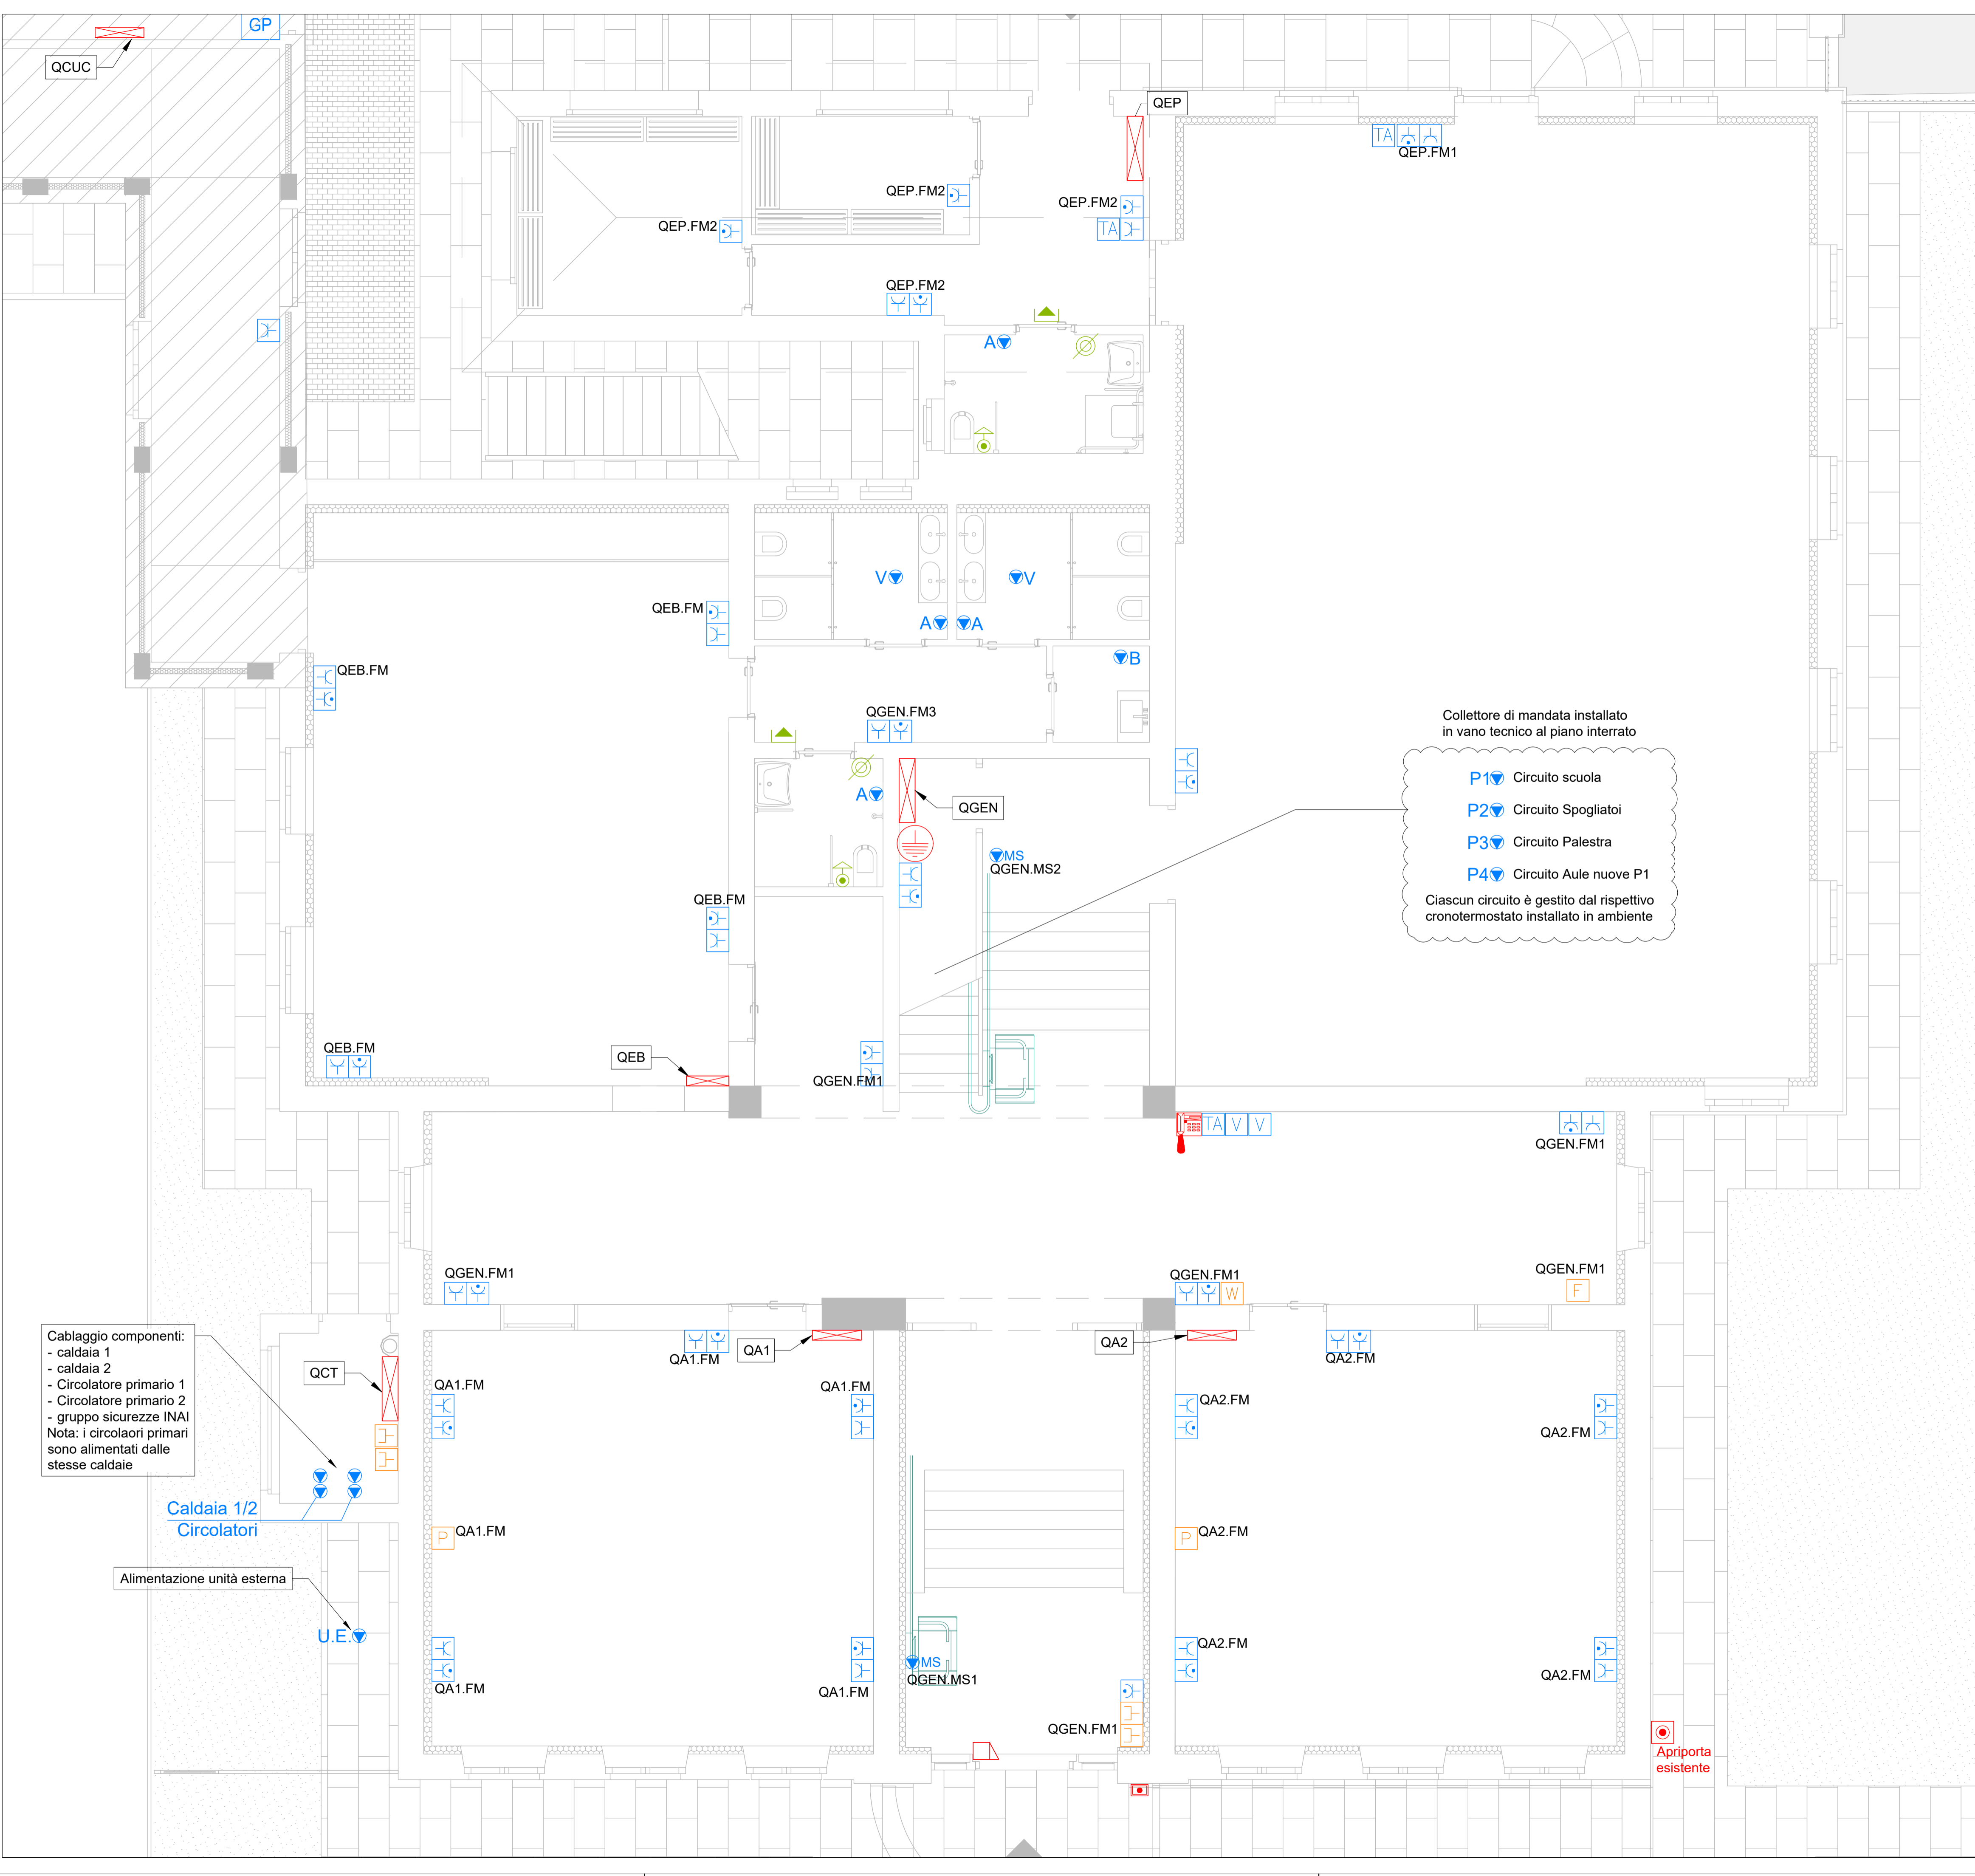 GP
QCUC
QEP
TA
QEP.FM1
QEP.FM2
QEP.FM2
QEP.FM2
TA
QEP.FM2
A
V
V
A
A
QEB.FM
B
QEB.FM
QGEN.FM3
A
QGEN
MS
QGEN.MS2
Collettore di mandata installato
in vano tecnico al piano interrato
P1 Circuito scuola
P2 Circuito Spogliatoi
P3 Circuito Palestra
P4 Circuito Aule nuove P1
Ciascun circuito è gestito dal rispettivo
cronotermostato installato in ambiente
QEB.FM
QEB.FM
QEB
QGEN.FM1
TA V V
QGEN.FM1
QGEN.FM1
QGEN.FM1
W
QGEN.FM1
F
Cablaggio componenti:
- caldaia 1
- caldaia 2
- Circolatore primario 1
- Circolatore primario 2
- gruppo sicurezze INAI
Nota: i circolaori primari
sono alimentati dalle
stesse caldaie
QCT
QA1.FM
QA1
QA2
QA2.FM
QA1.FM
QA1.FM
QA2.FM
QA2.FM
Caldaia 1/2
Circolatori
P
QA1.FM
P
QA2.FM
Alimentazione unità esterna
U.E.
QA1.FM
QA1.FM
MS
QGEN.MS1
QA2.FM
QA2.FM
QGEN.FM1
Apriporta
esistente